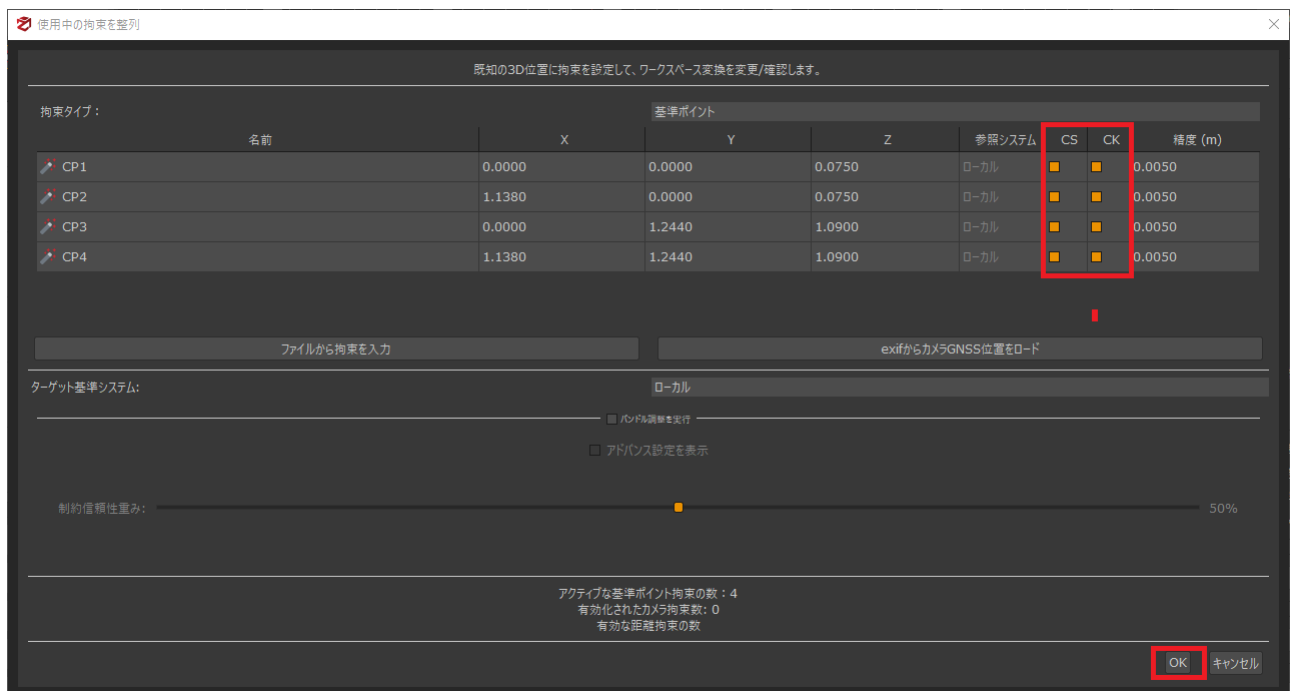 使用中の拘束を整列
既知の3D位置に拘束を設定して、ワークスペース変換を変更/確認します。
拘束タイプ: 基準ポイント
名前 X Y Z 参照システム CS CK 精度 (m)
CP1 0.0000 0.0000 0.0750 ローカル 0.0050
CP2 1.1380 0.0000 0.0750 ローカル 0.0050
CP3 0.0000 1.2440 1.0900 ローカル 0.0050
CP4 1.1380 1.2440 1.0900 ローカル 0.0050
ファイルから拘束を入力 exifからカメラGNSS位置をロード
ターゲット基準システム: ローカル
バンドル調整を実行
アドバンス設定を表示
制約信頼性重み: 50%
アクティブな基準ポイント拘束の数:4
有効化されたカメラ拘束数: 0
有効な距離拘束の数
OK キャンセル